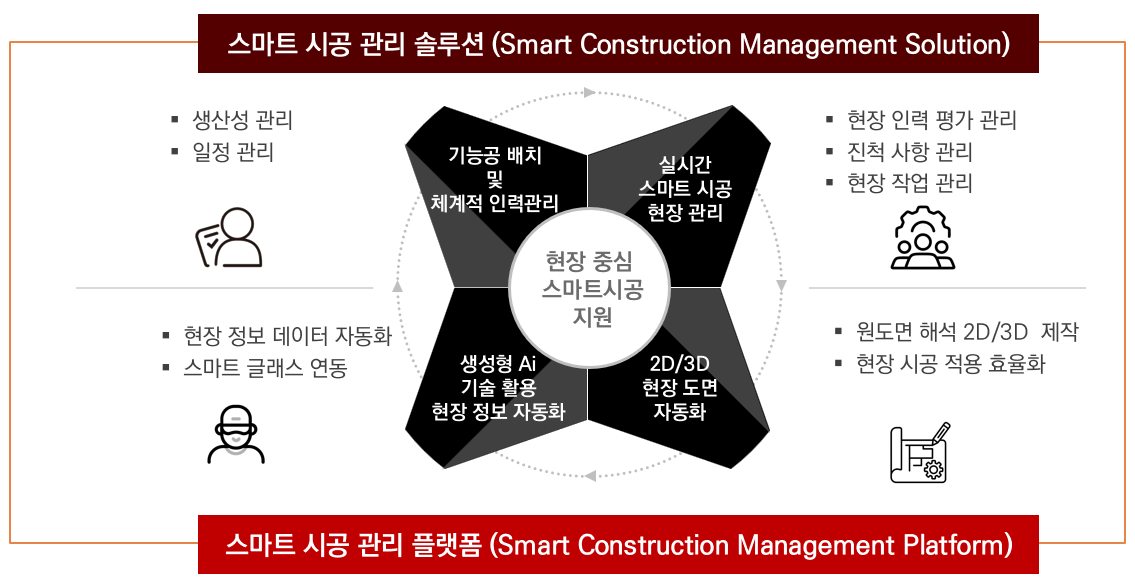 스마트 시공 관리 솔루션 (Smart Construction Management Solution)
▪ 생산성 관리
▪ 일정 관리
기능공 배치
및
체계적 인력관리
실시간
스마트 시공
현장 관리
▪ 현장 인력 평가 관리
▪ 진척 사항 관리
▪ 현장 작업 관리
현장 중심
스마트시공
지원
▪ 현장 정보 데이터 자동화
▪ 스마트 글래스 연동
생성형 Ai
기술 활용
현장 정보 자동화
2D/3D
현장 도면
자동화
▪ 원도면 해석 2D/3D 제작
▪ 현장 시공 적용 효율화
스마트 시공 관리 플랫폼 (Smart Construction Management Platform)